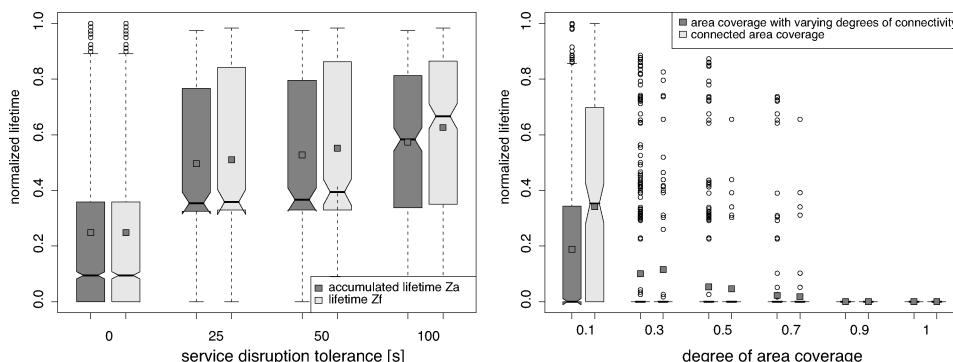 normalized lifetime
1.0
0.8
0.6
0.4
0.2
0.0
accumulated lifetime Za
lifetime Zf
0 25 50 100
service disruption tolerance [s]
normalized lifetime
1.0
0.8
0.6
0.4
0.2
0.0
area coverage with varying degrees of connectivity
connected area coverage
0.1 0.3 0.5 0.7 0.9 1
degree of area coverage